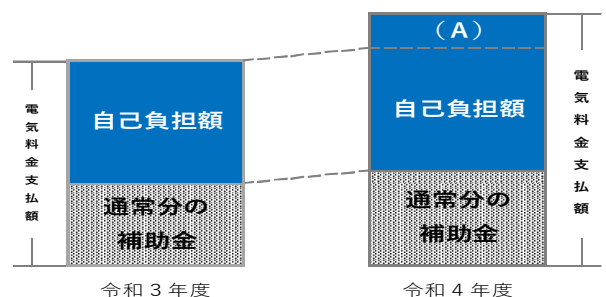 （A）
自己負担額
自己負担額
通常分の
補助金
通常分の
補助金
電気料金支払額
電気料金支払額
令和３年度
令和４年度